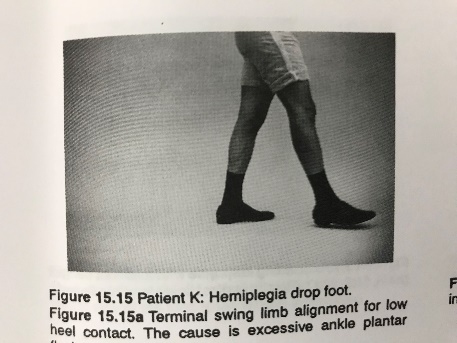 Figure 15.15 Patient K: Hemiplegia drop foot.
Figure 15.15a Terminal swing limb alignment for low
heel contact. The cause is excessive ankle plantar
F
in